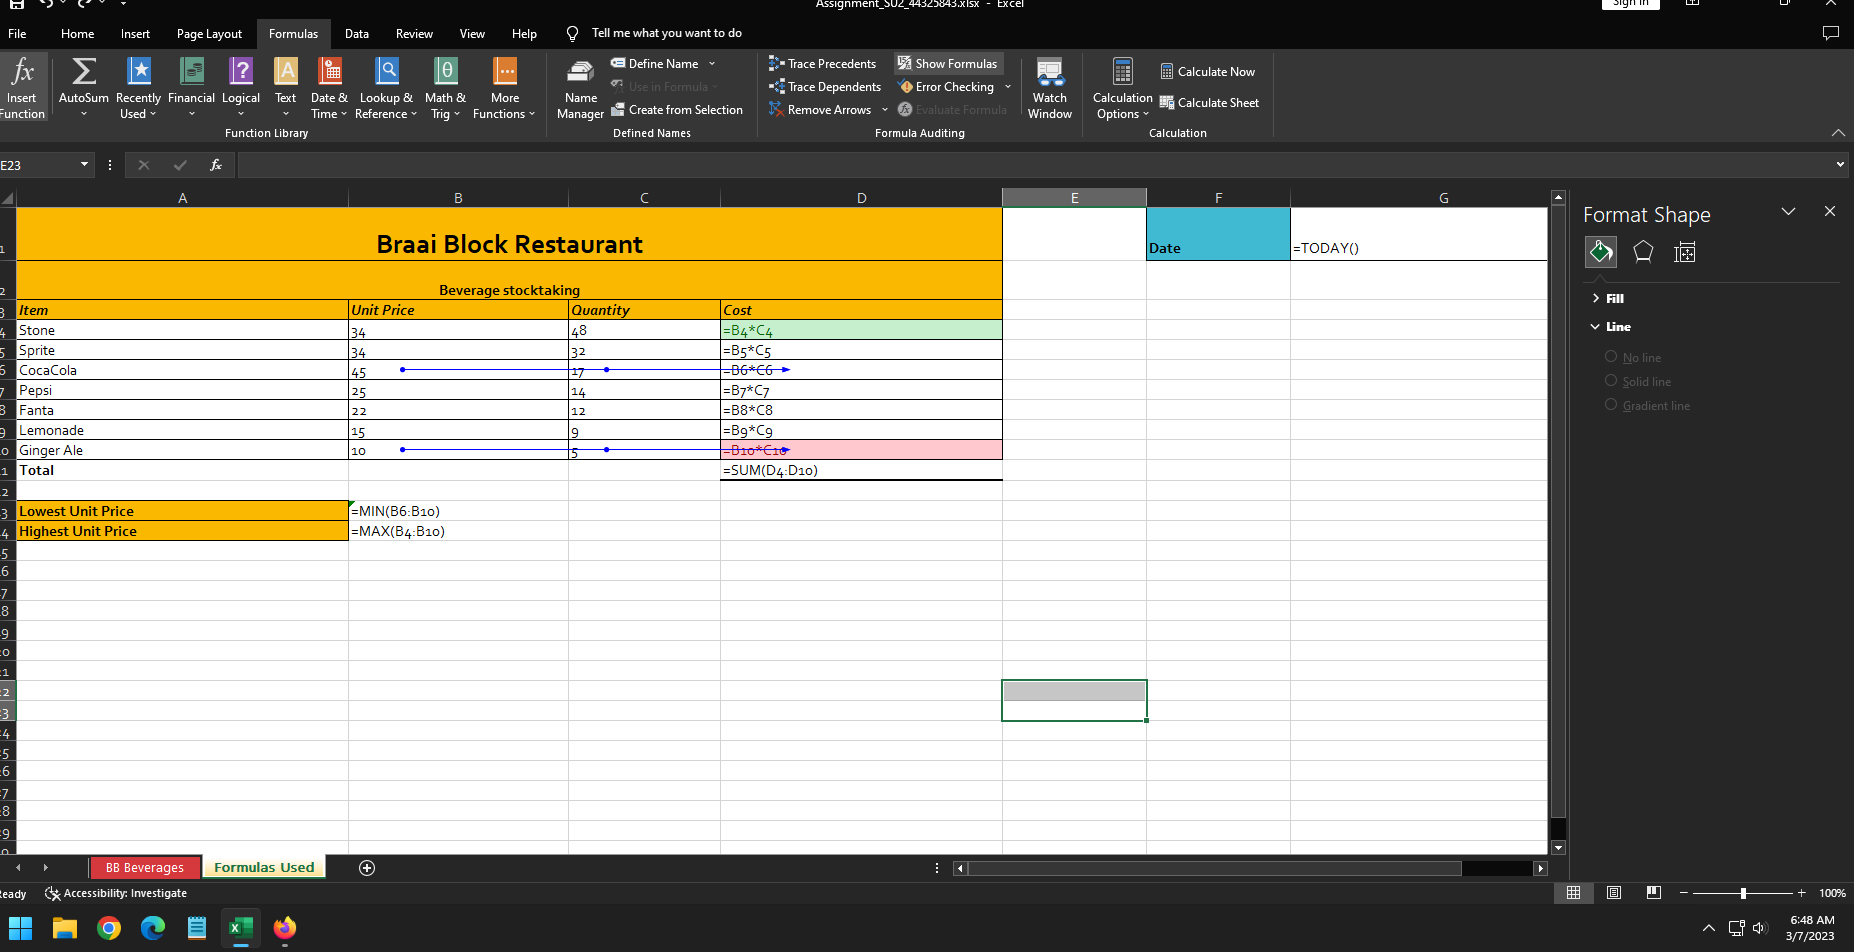 Assignment_SU2_44325843.xlsx - Excel
Sign in
File Home Insert Page Layout Formulas Data Review View Help Tell me what you want to do
fx Insert Function
AutoSum
Recently Used
Financial
Logical
Text
Date & Time
Lookup & Reference
Math & Trig
More Functions
Function Library
Name Manager
Define Name
Use in Formula
Create from Selection
Defined Names
Trace Precedents
Trace Dependents
Remove Arrows
Show Formulas
Error Checking
Evaluate Formula
Formula Auditing
Watch Window
Calculation Options
Calculate Now
Calculate Sheet
Calculation
E23 fx
A B C D E F G
Braai Block Restaurant Date =TODAY()
Beverage stocktaking
Item Unit Price Quantity Cost
Stone 34 48 =B4*C4
Sprite 34 32 =B5*C5
CocaCola 45 17 =B6*C6
Pepsi 25 14 =B7*C7
Fanta 22 12 =B8*C8
Lemonade 15 9 =B9*C9
Ginger Ale 10 5 =B10*C10
Total =SUM(D4:D10)
Lowest Unit Price =MIN(B6:B10)
Highest Unit Price =MAX(B4:B10)
Format Shape
Fill
Line
No line
Solid line
Gradient line
BB Beverages Formulas Used
Accessibility: Investigate 100%
6:48 AM
3/7/2023